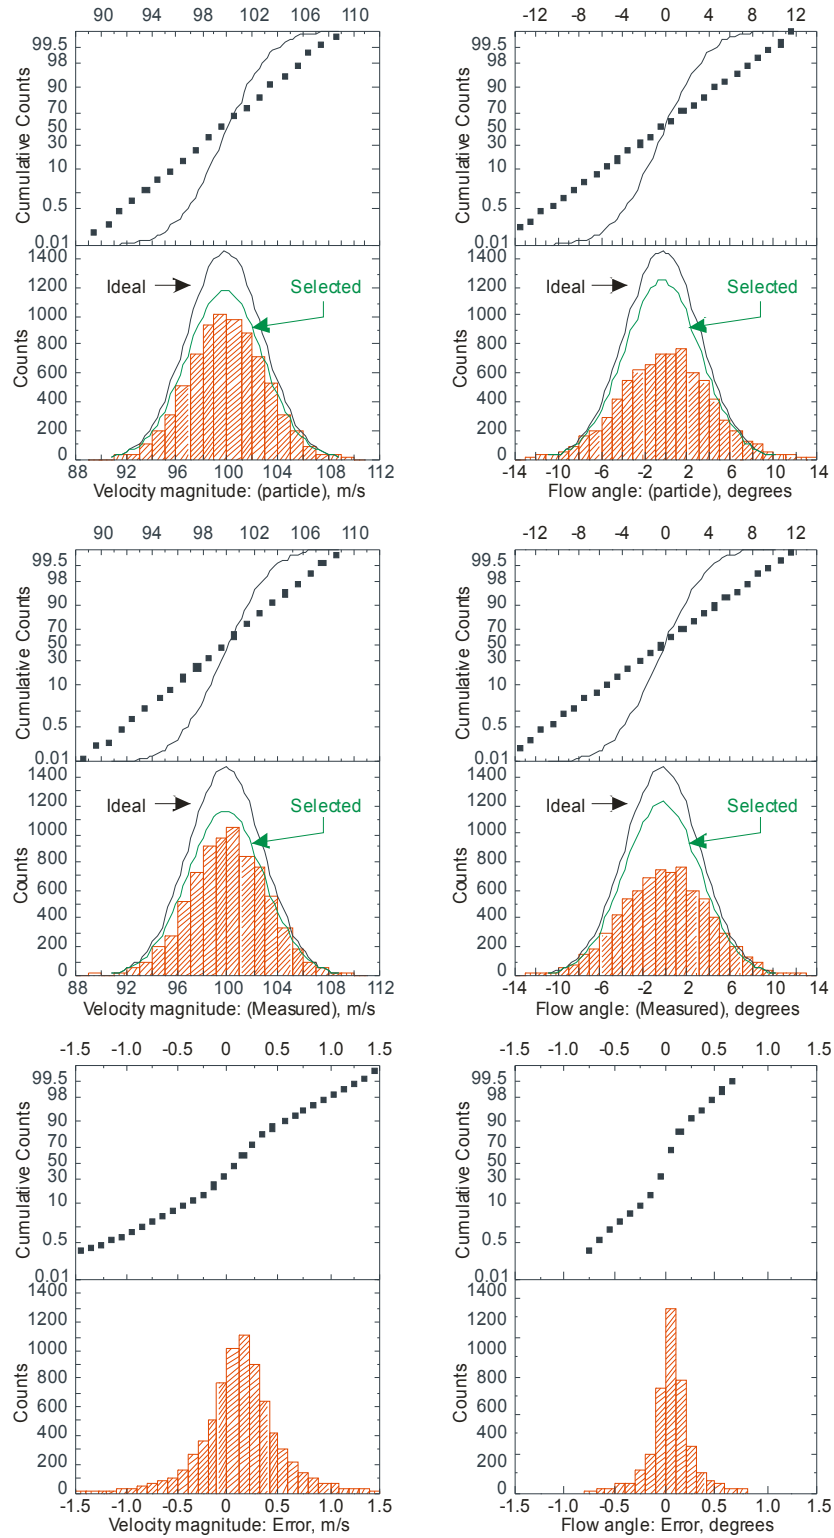 90 94 98 102 106 110
-12 -8 -4 0 4 8 12
99.5
98
90
70
50
30
10
0.5
0.01
Cumulative Counts
99.5
98
90
70
50
30
10
0.5
0.01
Cumulative Counts
1400
1200
1000
800
600
400
200
0
Counts
Ideal
Selected
88 92 96 100 104 108 112
Velocity magnitude: (particle), m/s
1400
1200
1000
800
600
400
200
0
Counts
Ideal
Selected
-14 -10 -6 -2 2 6 10 14
Flow angle: (particle), degrees
90 94 98 102 106 110
-12 -8 -4 0 4 8 12
99.5
98
90
70
50
30
10
0.5
0.01
Cumulative Counts
99.5
98
90
70
50
30
10
0.5
0.01
Cumulative Counts
1400
1200
1000
800
600
400
200
0
Counts
Ideal
Selected
88 92 96 100 104 108 112
Velocity magnitude: (Measured), m/s
1400
1200
1000
800
600
400
200
0
Counts
Ideal
Selected
-14 -10 -6 -2 2 6 10 14
Flow angle: (Measured), degrees
-1.5 -1.0 -0.5 0 0.5 1.0 1.5
-1.5 -1.0 -0.5 0 0.5 1.0 1.5
99.5
98
90
70
50
30
10
0.5
0.01
Cumulative Counts
99.5
98
90
70
50
30
10
0.5
0.01
Cumulative Counts
1400
1200
1000
800
600
400
200
0
Counts
-1.5 -1.0 -0.5 0 0.5 1.0 1.5
Velocity magnitude: Error, m/s
1400
1200
1000
800
600
400
200
0
Counts
-1.5 -1.0 -0.5 0 0.5 1.0 1.5
Flow angle: Error, degrees